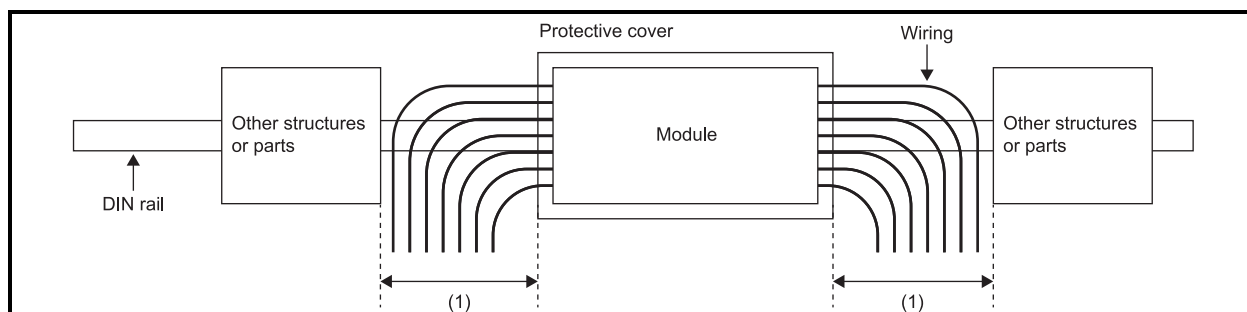 Protective cover
Wiring
Other structures
or parts
Module
Other structures
or parts
DIN rail
(1)
(1)